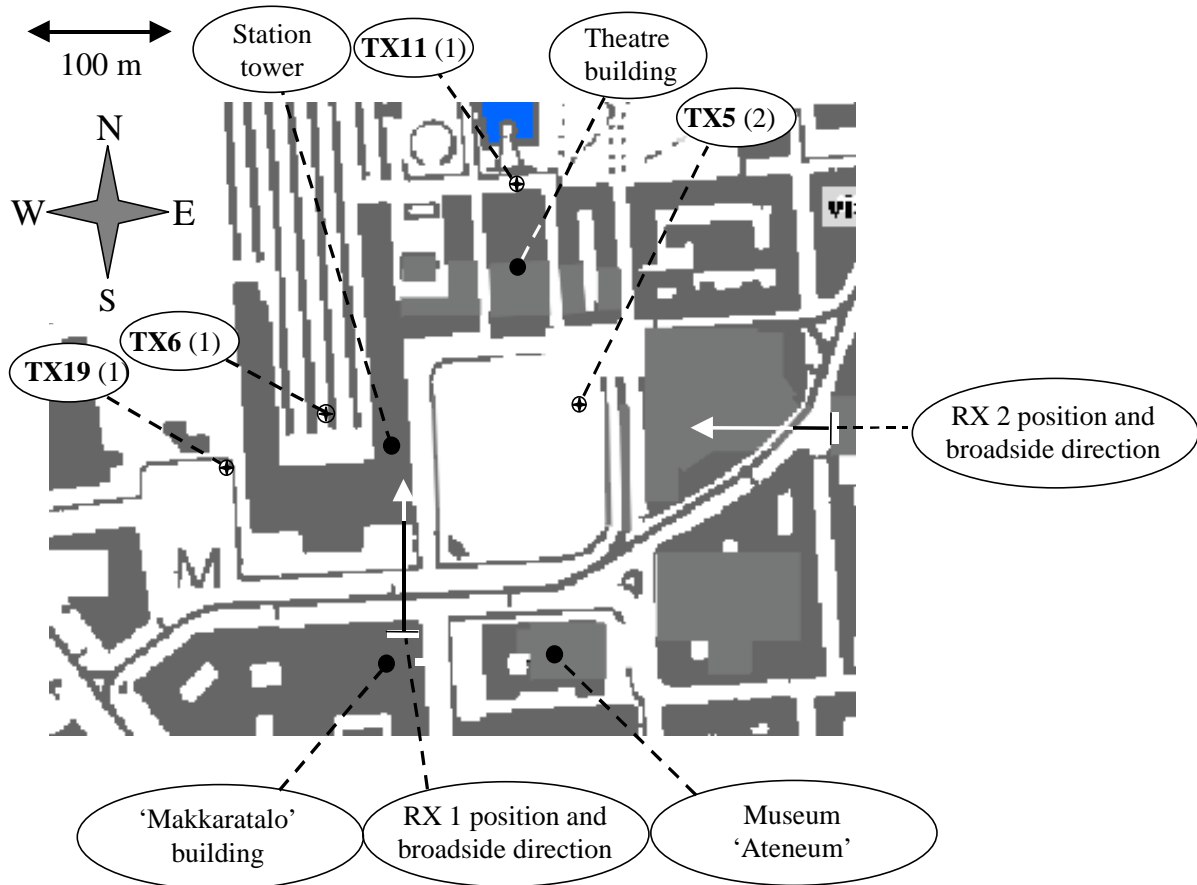 100 m
Station
tower
TX11 (1)
Theatre
building
TX5 (2)
N
W
E
S
vi:
TX6 (1)
TX19 (1
RX 2 position and
broadside direction
M
'Makkaratalo'
building
RX 1 position and
broadside direction
Museum
'Ateneum'